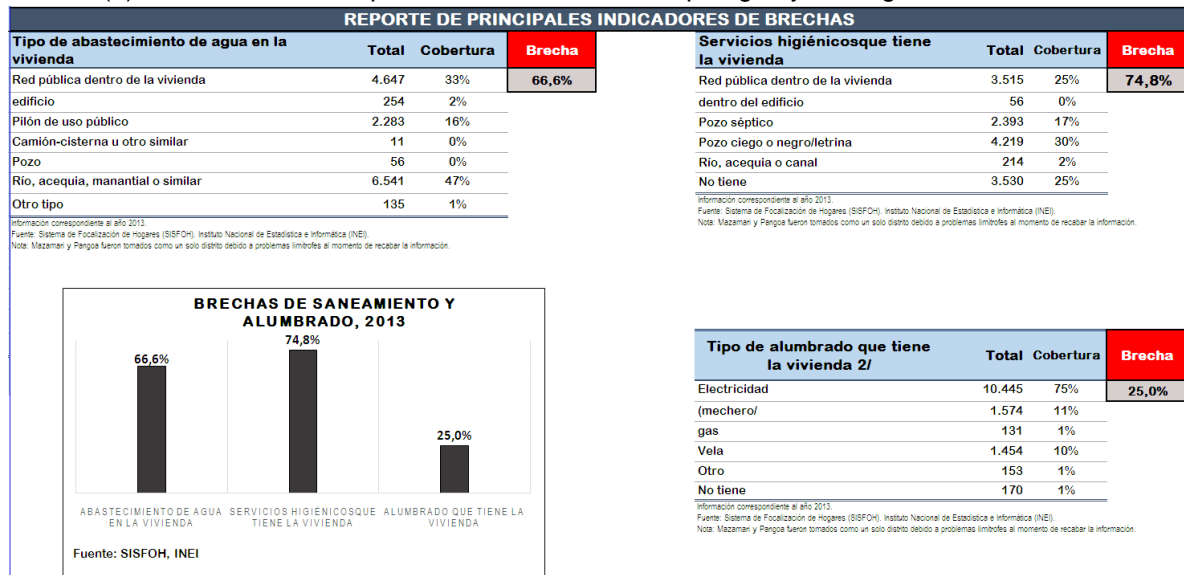 REPORTE DE PRINCIPALES INDICADORES DE BRECHAS
Tipo de abastecimiento de agua en la vivienda Total Cobertura Brecha
Red pública dentro de la vivienda 4.647 33% 66,6%
edificio 254 2%
Pilón de uso público 2.283 16%
Camión-cisterna u otro similar 11 0%
Pozo 56 0%
Río, acequia, manantial o similar 6.541 47%
Otro tipo 135 1%
Información correspondiente al año 2013.
Fuente: Sistema de Focalización de Hogares (SISFOH). Instituto Nacional de Estadística e Informática (INEI).
Nota: Mazamari y Pangoa fueron tomados como un solo distrito debido a problemas limítrofes al momento de recabar la información.
Servicios higiénicosque tiene la vivienda Total Cobertura Brecha
Red pública dentro de la vivienda 3.515 25% 74,8%
dentro del edificio 56 0%
Pozo séptico 2.393 17%
Pozo ciego o negro/letrina 4.219 30%
Río, acequia o canal 214 2%
No tiene 3.530 25%
Información correspondiente al año 2013.
Fuente: Sistema de Focalización de Hogares (SISFOH). Instituto Nacional de Estadística e Informática (INEI).
Nota: Mazamari y Pangoa fueron tomados como un solo distrito debido a problemas limítrofes al momento de recabar la información.
BRECHAS DE SANEAMIENTO Y
ALUMBRADO, 2013
66,6%
74,8%
25,0%
ABASTECIMIENTO DE AGUA EN LA VIVIENDA
SERVICIOS HIGIÉNICOSQUE TIENE LA VIVIENDA
ALUMBRADO QUE TIENE LA VIVIENDA
Fuente: SISFOH, INEI
Tipo de alumbrado que tiene la vivienda 2/ Total Cobertura Brecha
Electricidad 10.445 75% 25,0%
(mechero/ 1.574 11%
gas 131 1%
Vela 1.454 10%
Otro 153 1%
No tiene 170 1%
Información correspondiente al año 2013.
Fuente: Sistema de Focalización de Hogares (SISFOH). Instituto Nacional de Estadística e Informática (INEI).
Nota: Mazamari y Pangoa fueron tomados como un solo distrito debido a problemas limítrofes al momento de recabar la información.